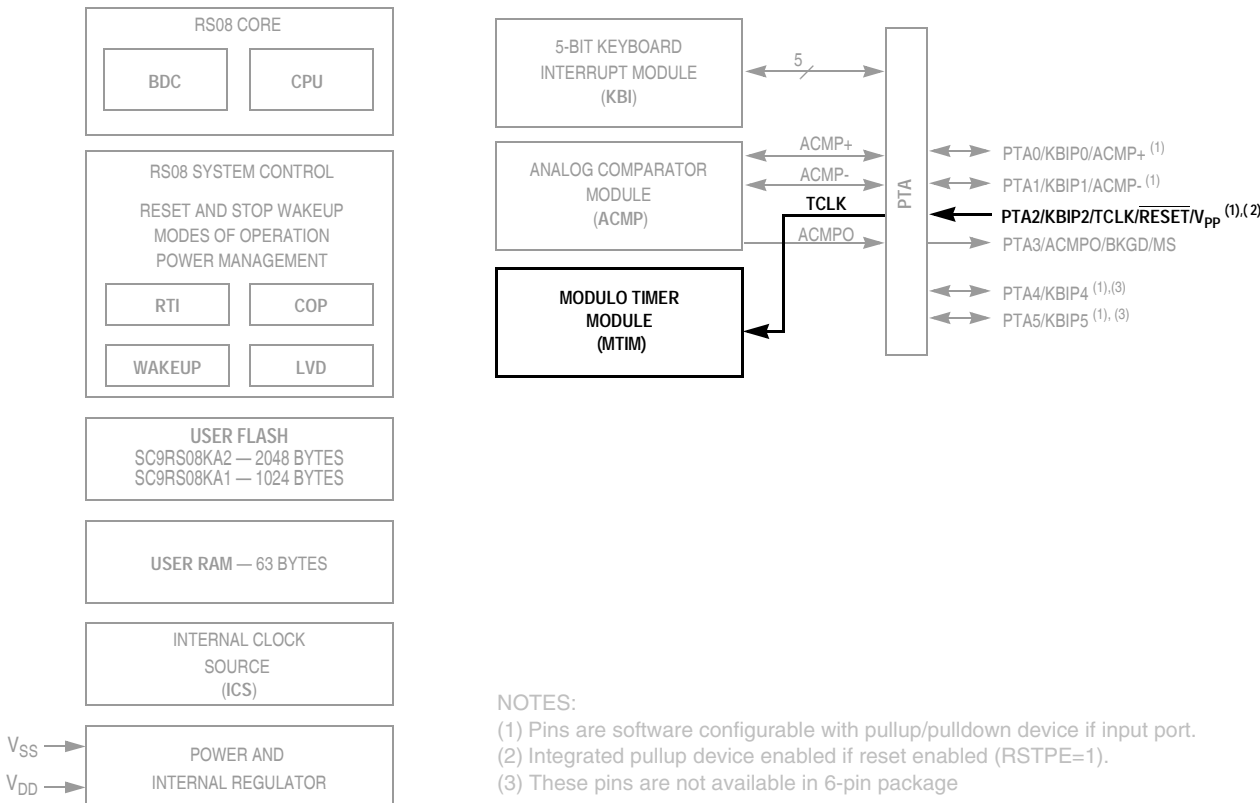 RS08 CORE
BDC
CPU
RS08 SYSTEM CONTROL
RESET AND STOP WAKEUP
MODES OF OPERATION
POWER MANAGEMENT
RTI
COP
WAKEUP
LVD
USER FLASH
SC9RS08KA2 — 2048 BYTES
SC9RS08KA1 — 1024 BYTES
USER RAM — 63 BYTES
INTERNAL CLOCK
SOURCE
(ICS)
VSS
VDD
POWER AND
INTERNAL REGULATOR
5-BIT KEYBOARD
INTERRUPT MODULE
(KBI)
5
ANALOG COMPARATOR
MODULE
(ACMP)
ACMP+
ACMP-
TCLK
ACMPO
MODULO TIMER
MODULE
(MTIM)
PTA
PTA0/KBIP0/ACMP+ (1)
PTA1/KBIP1/ACMP- (1)
PTA2/KBIP2/TCLK/RESET/VPP (1),( 2)
PTA3/ACMPO/BKGD/MS
PTA4/KBIP4 (1),(3)
PTA5/KBIP5 (1), (3)
NOTES:
(1) Pins are software configurable with pullup/pulldown device if input port.
(2) Integrated pullup device enabled if reset enabled (RSTPE=1).
(3) These pins are not available in 6-pin package